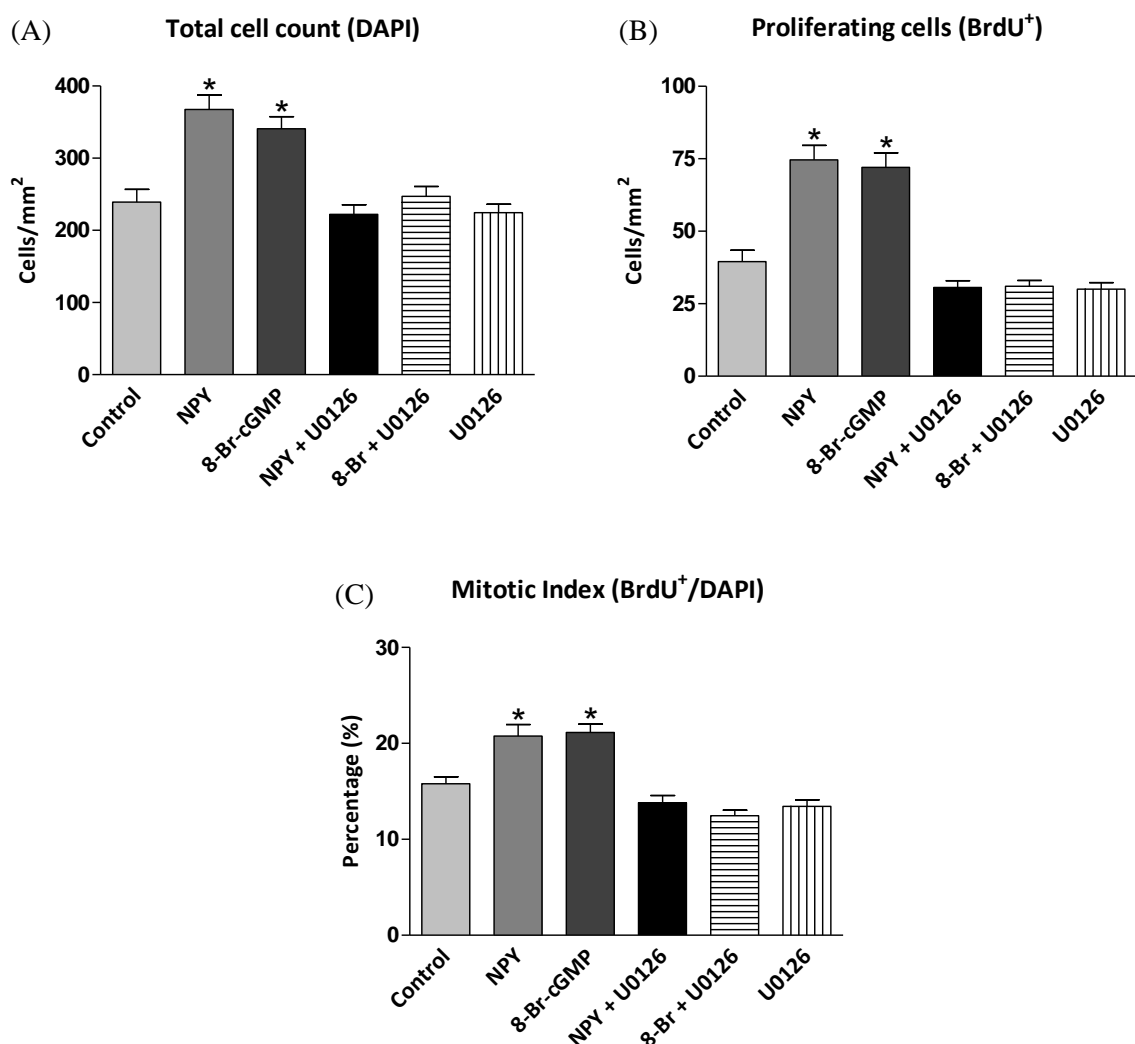 (A) Total cell count (DAPI)
Cells/mm²
400
300
200
100
0
* *
Control
NPY
8-Br-cGMP
NPY + U0126
8-Br + U0126
U0126
(B) Proliferating cells (BrdU⁺)
Cells/mm²
100
75
50
25
0
* *
Control
NPY
8-Br-cGMP
NPY + U0126
8-Br + U0126
U0126
(C) Mitotic Index (BrdU⁺/DAPI)
Percentage (%)
30
20
10
0
* *
Control
NPY
8-Br-cGMP
NPY + U0126
8-Br + U0126
U0126